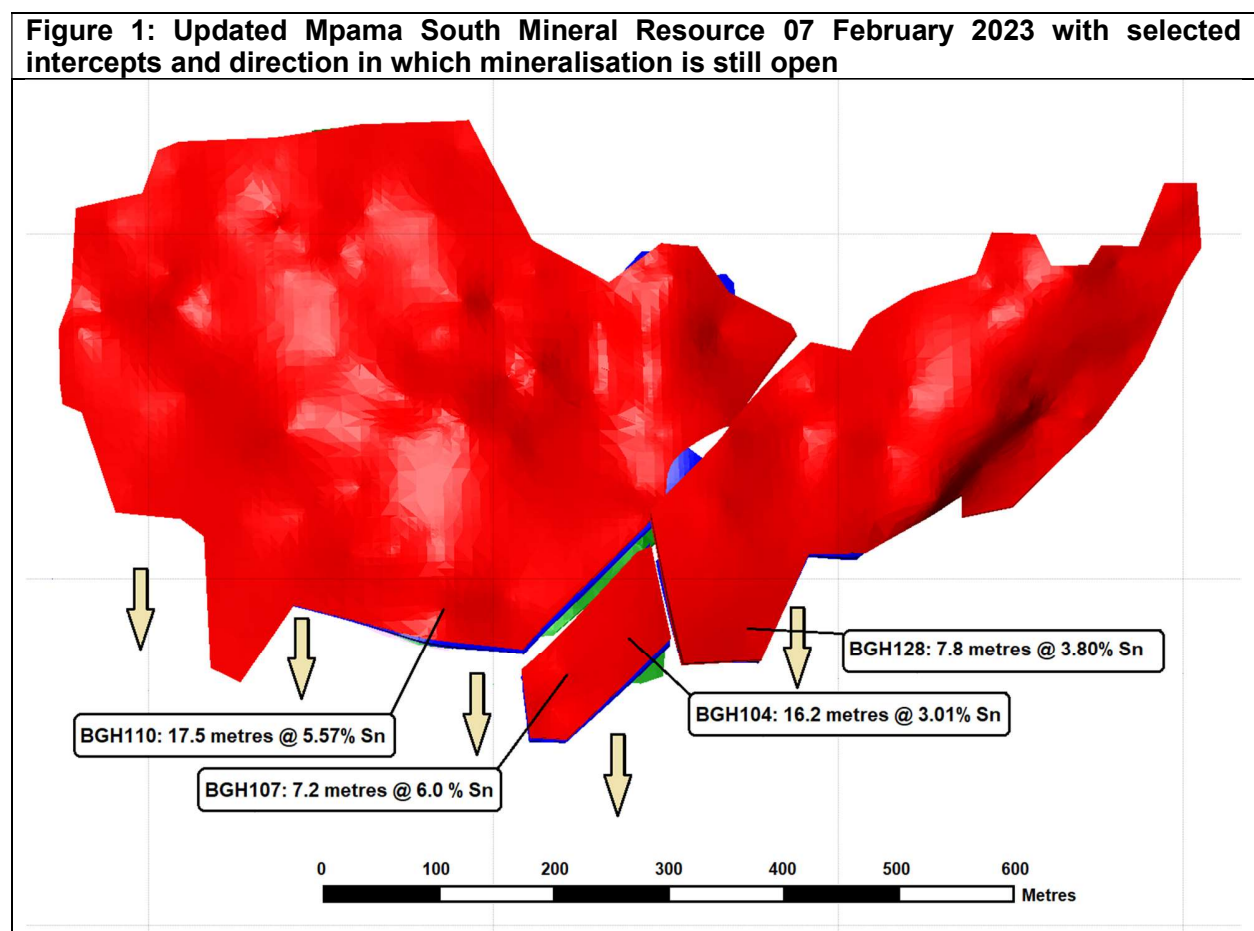 Figure 1: Updated Mpama South Mineral Resource 07 February 2023 with selected
intercepts and direction in which mineralisation is still open
BGH128: 7.8 metres @ 3.80% Sn
BGH104: 16.2 metres @ 3.01% Sn
BGH110: 17.5 metres @ 5.57% Sn
BGH107: 7.2 metres @ 6.0 % Sn
0 100 200 300 400 500 600
Metres